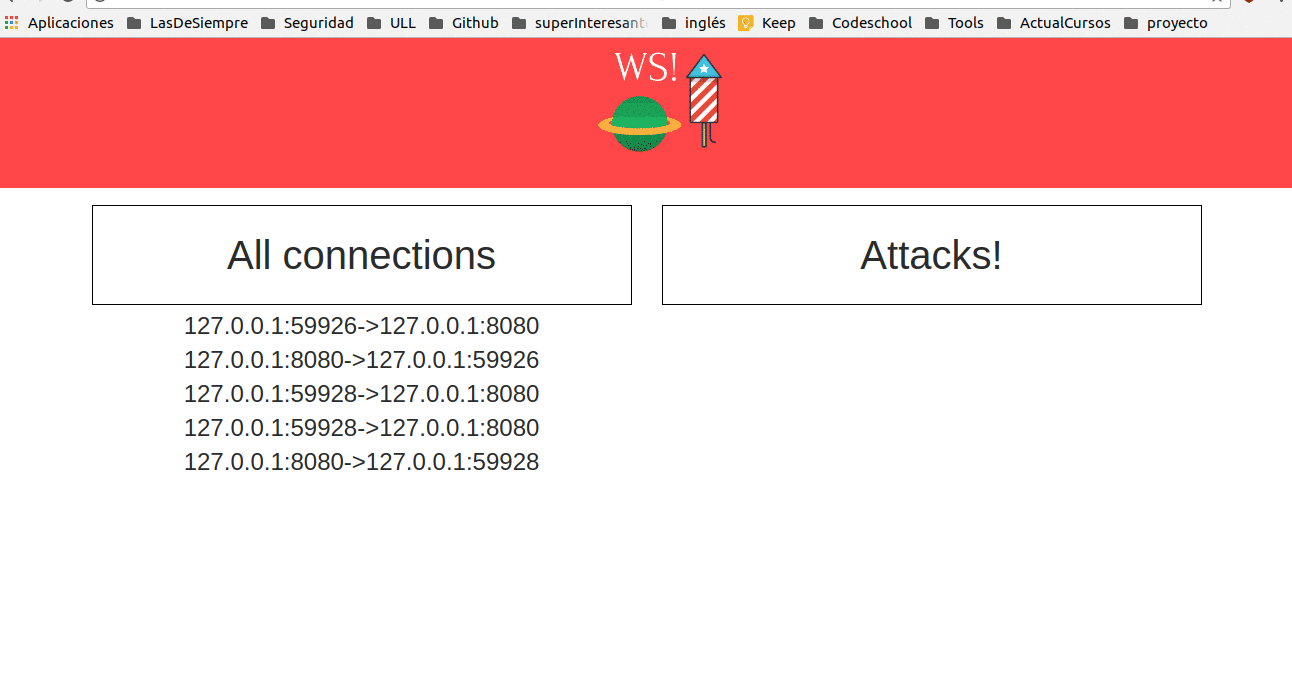 Aplicaciones LasDeSiempre Seguridad ULL Github superInteresant inglés Keep Codeschool Tools ActualCursos proyecto
WS!
All connections
Attacks!
127.0.0.1:59926->127.0.0.1:8080
127.0.0.1:8080->127.0.0.1:59926
127.0.0.1:59928->127.0.0.1:8080
127.0.0.1:59928->127.0.0.1:8080
127.0.0.1:8080->127.0.0.1:59928